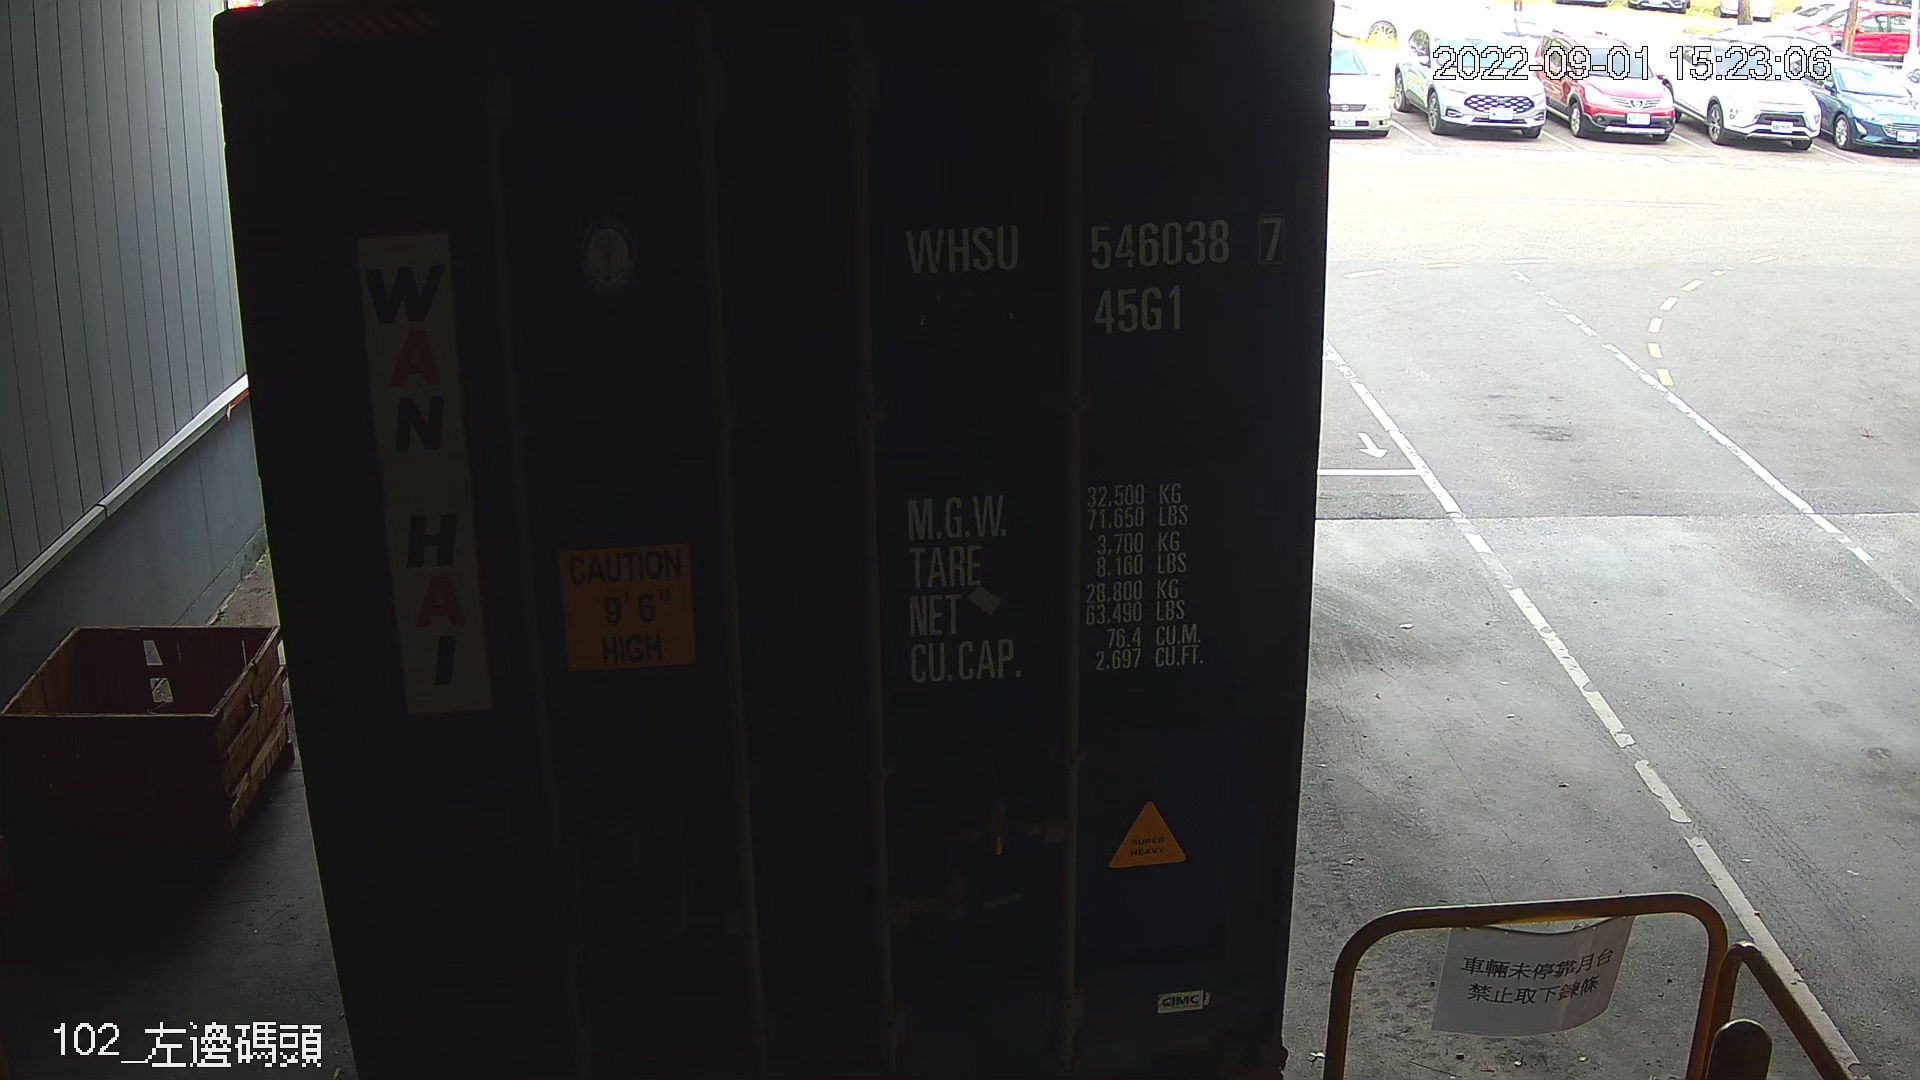 2022-09-01 15:23:06
WHSU 546038 7
45G1
WAN HAI
CAUTION
9'6"
HIGH
M.G.W. 32,500 KG
71,650 LBS
TARE 3,700 KG
8,160 LBS
NET 28,800 KG
63,490 LBS
CU.CAP. 76.4 CU.M.
2,697 CU.FT.
SUPER
HEAVY
CIMC
車輛未停靠月台
禁止取下鍊條
102_左邊碼頭